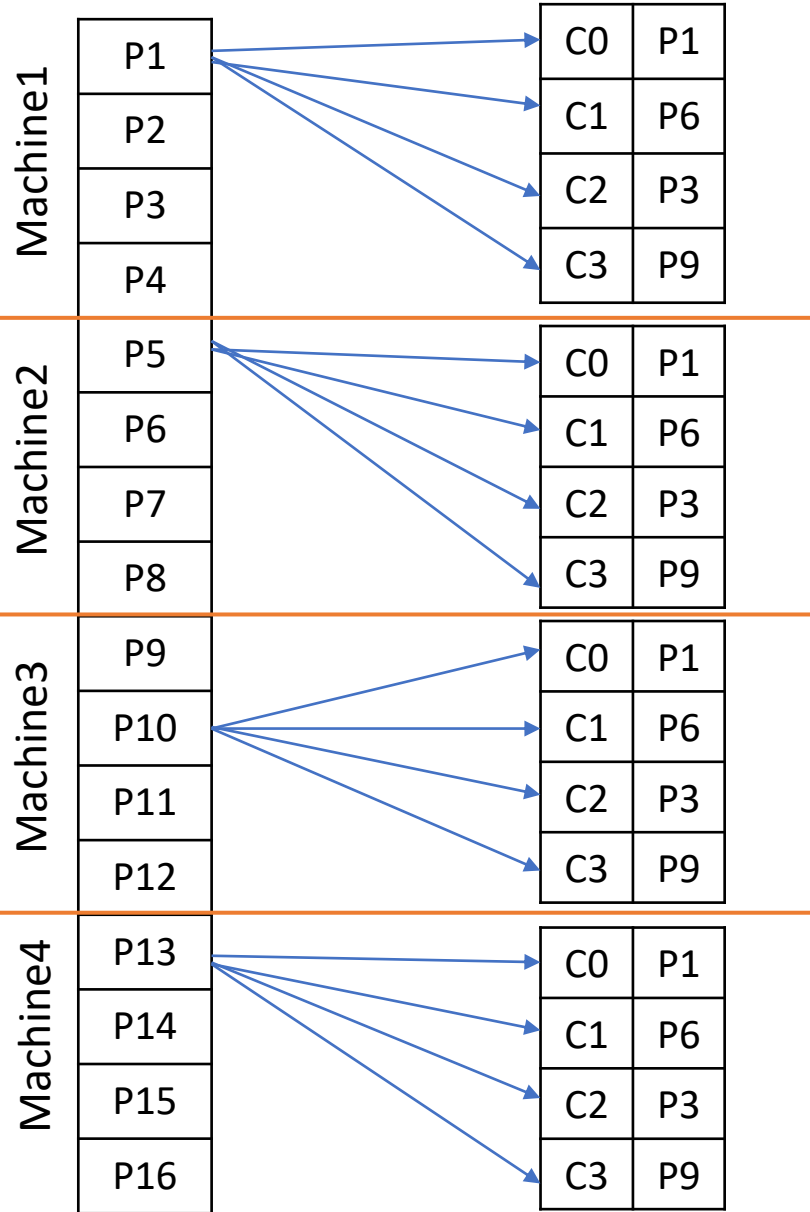 Machine1
P1
P2
P3
P4
C0 P1
C1 P6
C2 P3
C3 P9
Machine2
P5
P6
P7
P8
C0 P1
C1 P6
C2 P3
C3 P9
Machine3
P9
P10
P11
P12
C0 P1
C1 P6
C2 P3
C3 P9
Machine4
P13
P14
P15
P16
C0 P1
C1 P6
C2 P3
C3 P9